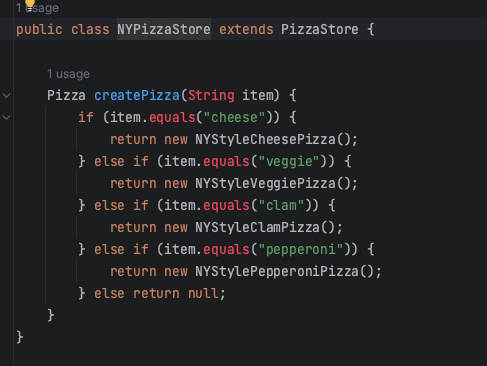 1 usage
public class NYPizzaStore extends PizzaStore {
1 usage
Pizza createPizza(String item) {
if (item.equals("cheese")) {
return new NYStyleCheesePizza();
} else if (item.equals("veggie")) {
return new NYStyleVeggiePizza();
} else if (item.equals("clam")) {
return new NYStyleClamPizza();
} else if (item.equals("pepperoni")) {
return new NYStylePepperoniPizza();
} else return null;
}
}